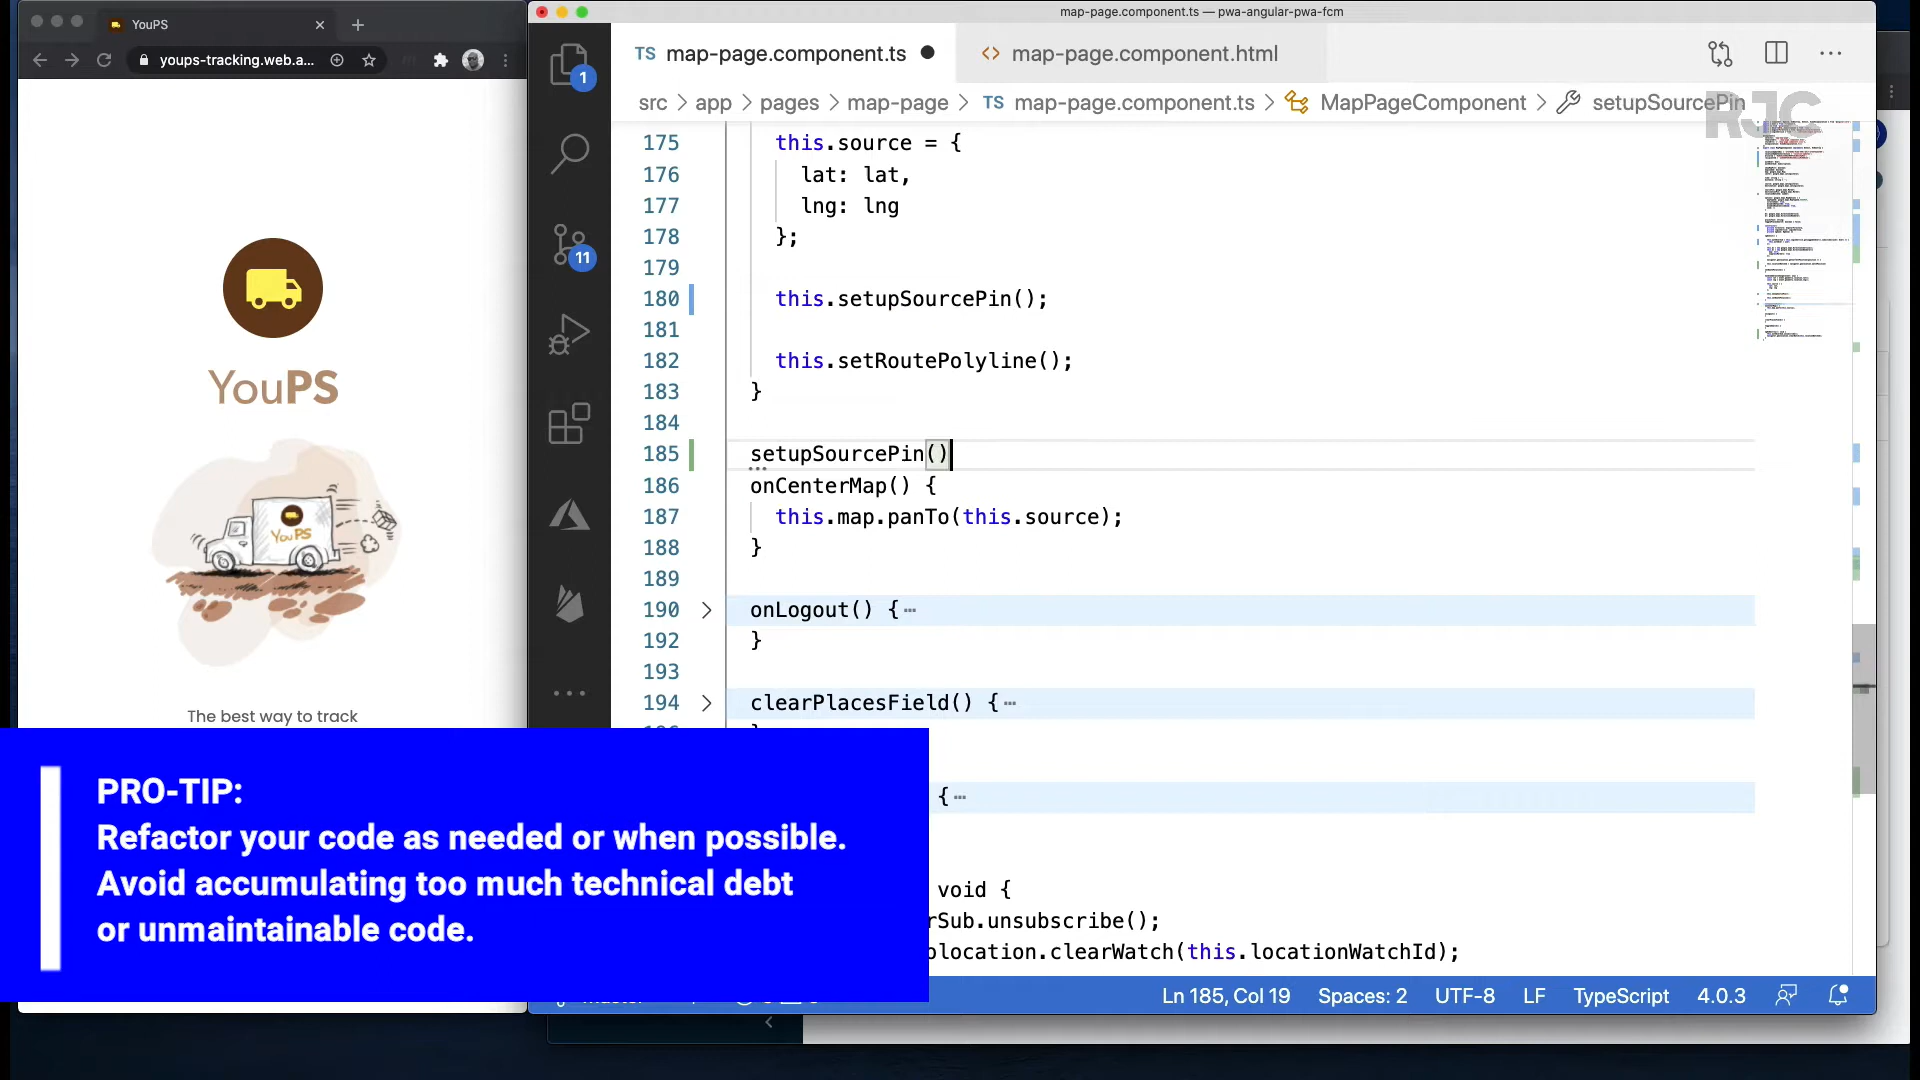 YouPS
youps-tracking.web.a...
YouPS
YouPS
The best way to track
map-page.component.ts — pwa-angular-pwa-fcm
TS map-page.component.ts
<> map-page.component.html
src > app > pages > map-page > TS map-page.component.ts > MapPageComponent > setupSourcePin
RJC
1
11
175 this.source = {
176 lat: lat,
177 lng: lng
178 };
179
180 this.setupSourcePin();
181
182 this.setRoutePolyline();
183 }
184
185 setupSourcePin()
186 onCenterMap() {
187 this.map.panTo(this.source);
188 }
189
190 onLogout() {…
192 }
193
194 clearPlacesField() {…
{…
void {
rSub.unsubscribe();
olocation.clearWatch(this.locationWatchId);
PRO-TIP:
Refactor your code as needed or when possible.
Avoid accumulating too much technical debt
or unmaintainable code.
Ln 185, Col 19 Spaces: 2 UTF-8 LF TypeScript 4.0.3